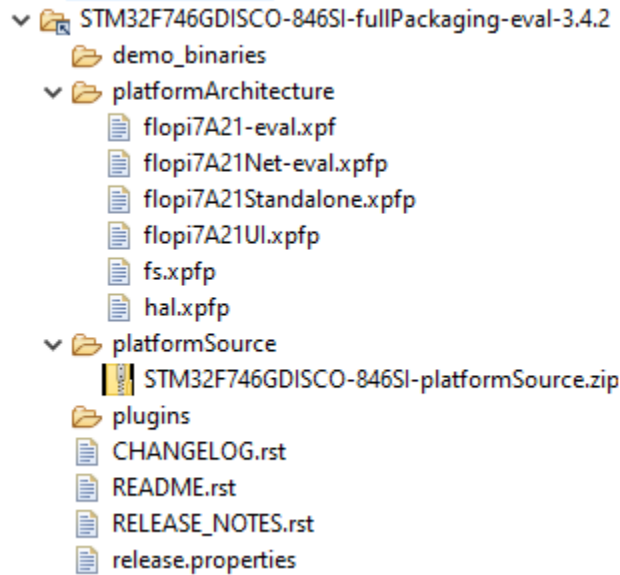 STM32F746GDISCO-846SI-fullPackaging-eval-3.4.2
demo_binaries
platformArchitecture
flopi7A21-eval.xpf
flopi7A21Net-eval.xpfp
flopi7A21Standalone.xpfp
flopi7A21UI.xpfp
fs.xpfp
hal.xpfp
platformSource
STM32F746GDISCO-846SI-platformSource.zip
plugins
CHANGELOG.rst
README.rst
RELEASE_NOTES.rst
release.properties